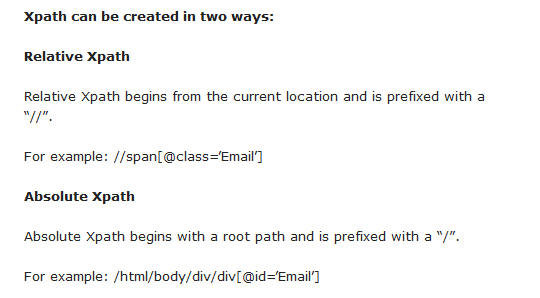 Xpath can be created in two ways:
Relative Xpath
Relative Xpath begins from the current location and is prefixed with a
“//”.
For example: //span[@class=’Email’]
Absolute Xpath
Absolute Xpath begins with a root path and is prefixed with a “/”.
For example: /html/body/div/div[@id=’Email’]